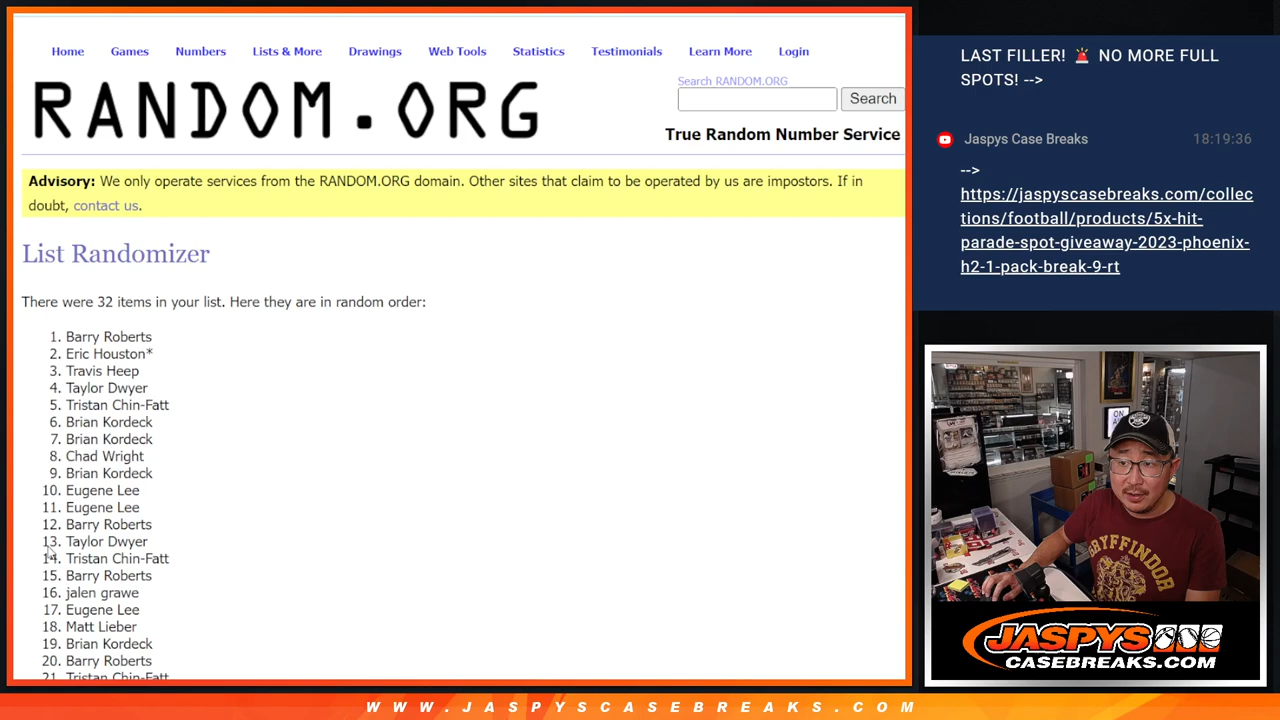 Home Games Numbers Lists & More Drawings Web Tools Statistics Testimonials Learn More Login
RANDOM.ORG
Search RANDOM.ORG
Search
True Random Number Service
Advisory: We only operate services from the RANDOM.ORG domain. Other sites that claim to be operated by us are impostors. If in
doubt, contact us.
List Randomizer
There were 32 items in your list. Here they are in random order:
1. Barry Roberts
2. Eric Houston*
3. Travis Heep
4. Taylor Dwyer
5. Tristan Chin-Fatt
6. Brian Kordeck
7. Brian Kordeck
8. Chad Wright
9. Brian Kordeck
10. Eugene Lee
11. Eugene Lee
12. Barry Roberts
13. Taylor Dwyer
14. Tristan Chin-Fatt
15. Barry Roberts
16. jalen grawe
17. Eugene Lee
18. Matt Lieber
19. Brian Kordeck
20. Barry Roberts
21. Tristan Chin-Fatt
LAST FILLER! 🚨 NO MORE FULL
SPOTS! -->
Jaspys Case Breaks 18:19:36
-->
https://jaspyscasebreaks.com/collec
tions/football/products/5x-hit-
parade-spot-giveaway-2023-phoenix-
h2-1-pack-break-9-rt
ON
GRYFFINDOR
JASPYS
CASEBREAKS.COM
WWW.JASPYSCASEBREAKS.COM